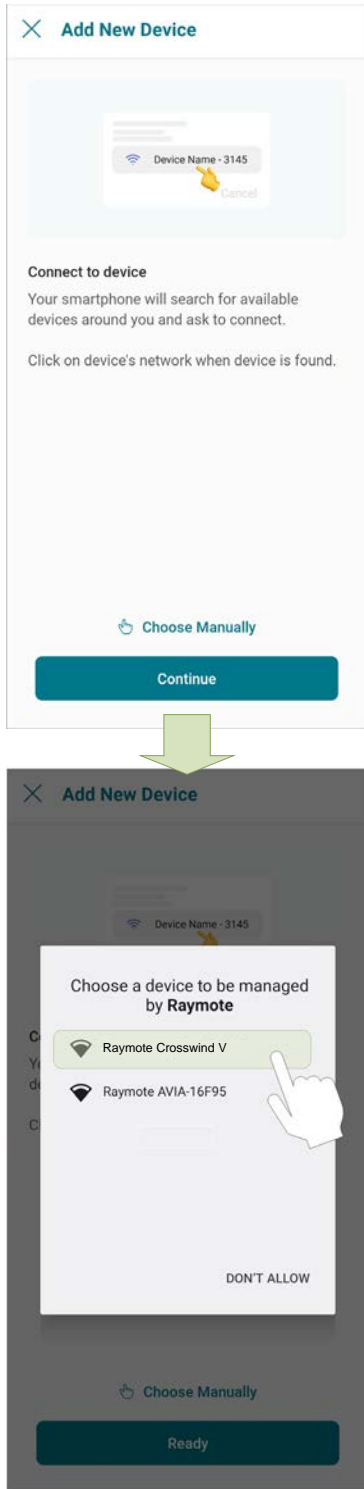 Add New Device
Device Name - 3145
Cancel
Connect to device
Your smartphone will search for available
devices around you and ask to connect.
Click on device's network when device is found.
Choose Manually
Continue
Add New Device
Device Name - 3145
Choose a device to be managed
by Raymote
Raymote Crosswind V
Raymote AVIA-16F95
DON'T ALLOW
Choose Manually
Ready